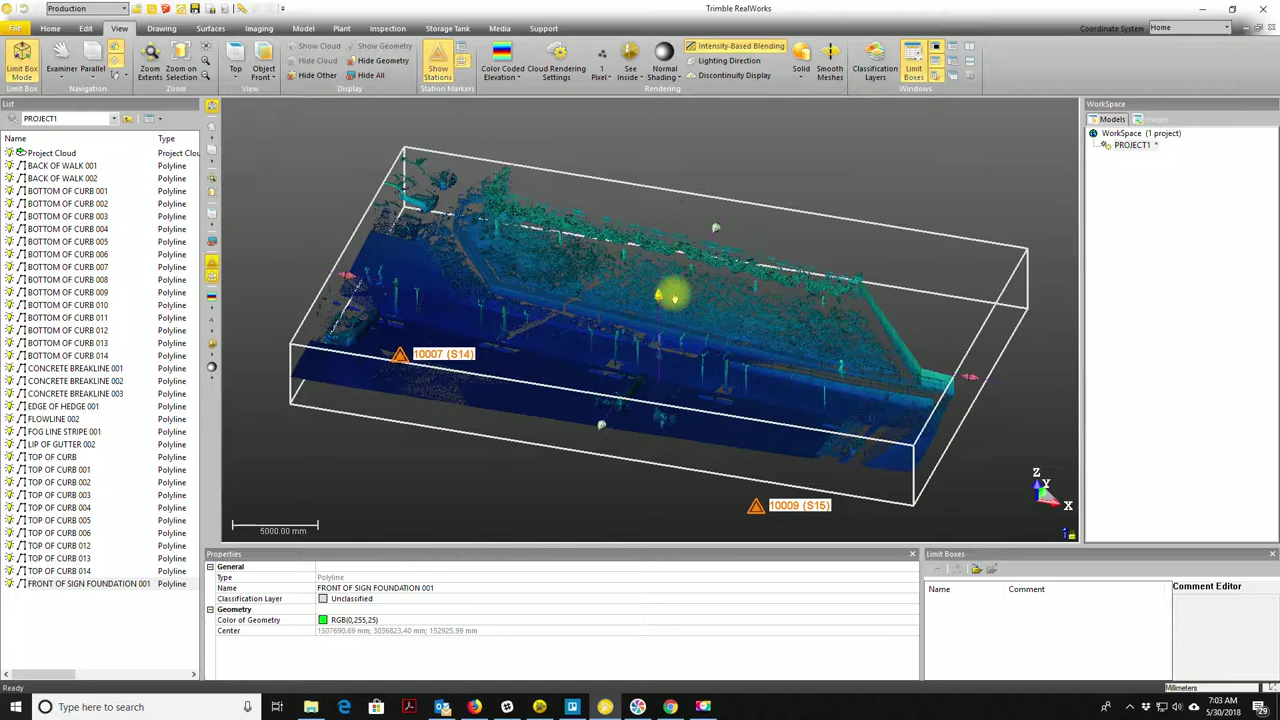 Production
Trimble RealWorks
File Home Edit View Drawing Surfaces Imaging Model Plant Inspection Storage Tank Media Support
Coordinate System Home
Limit Box Mode
Examiner
Parallel
Zoom Extents
Zoom on Selection
Top
Object Front
Show Cloud
Hide Cloud
Hide Other
Show Geometry
Hide Geometry
Hide All
Show Stations
Color Coded Elevation
Cloud Rendering Settings
1 Pixel
See Inside
Normal Shading
Intensity-Based Blending
Lighting Direction
Discontinuity Display
Solid
Smooth Meshes
Classification Layers
Limit Boxes
Limit Box Navigation Zoom View Display Station Markers Rendering Windows
List
PROJECT1
Name Type
Project Cloud Project Clou
BACK OF WALK 001 Polyline
BACK OF WALK 002 Polyline
BOTTOM OF CURB 001 Polyline
BOTTOM OF CURB 002 Polyline
BOTTOM OF CURB 003 Polyline
BOTTOM OF CURB 004 Polyline
BOTTOM OF CURB 005 Polyline
BOTTOM OF CURB 006 Polyline
BOTTOM OF CURB 007 Polyline
BOTTOM OF CURB 008 Polyline
BOTTOM OF CURB 009 Polyline
BOTTOM OF CURB 010 Polyline
BOTTOM OF CURB 011 Polyline
BOTTOM OF CURB 012 Polyline
BOTTOM OF CURB 013 Polyline
BOTTOM OF CURB 014 Polyline
CONCRETE BREAKLINE 001 Polyline
CONCRETE BREAKLINE 002 Polyline
CONCRETE BREAKLINE 003 Polyline
EDGE OF HEDGE 001 Polyline
FLOWLINE 002 Polyline
FOG LINE STRIPE 001 Polyline
LIP OF GUTTER 002 Polyline
TOP OF CURB Polyline
TOP OF CURB 001 Polyline
TOP OF CURB 002 Polyline
TOP OF CURB 003 Polyline
TOP OF CURB 004 Polyline
TOP OF CURB 005 Polyline
TOP OF CURB 006 Polyline
TOP OF CURB 012 Polyline
TOP OF CURB 013 Polyline
TOP OF CURB 014 Polyline
FRONT OF SIGN FOUNDATION 001 Polyline
10007 (S14)
10009 (S15)
5000.00 mm
Z
Y
X
WorkSpace
Models Images
WorkSpace (1 project)
PROJECT1 *
Properties
General
Type Polyline
Name FRONT OF SIGN FOUNDATION 001
Classification Layer Unclassified
Geometry
Color of Geometry RGB(0,255,25)
Center 1507690.69 mm; 3036823.40 mm; 152925.99 mm
Limit Boxes
Name Comment
Comment Editor
Ready
Millimeters
Type here to search
7:03 AM
5/30/2018
29